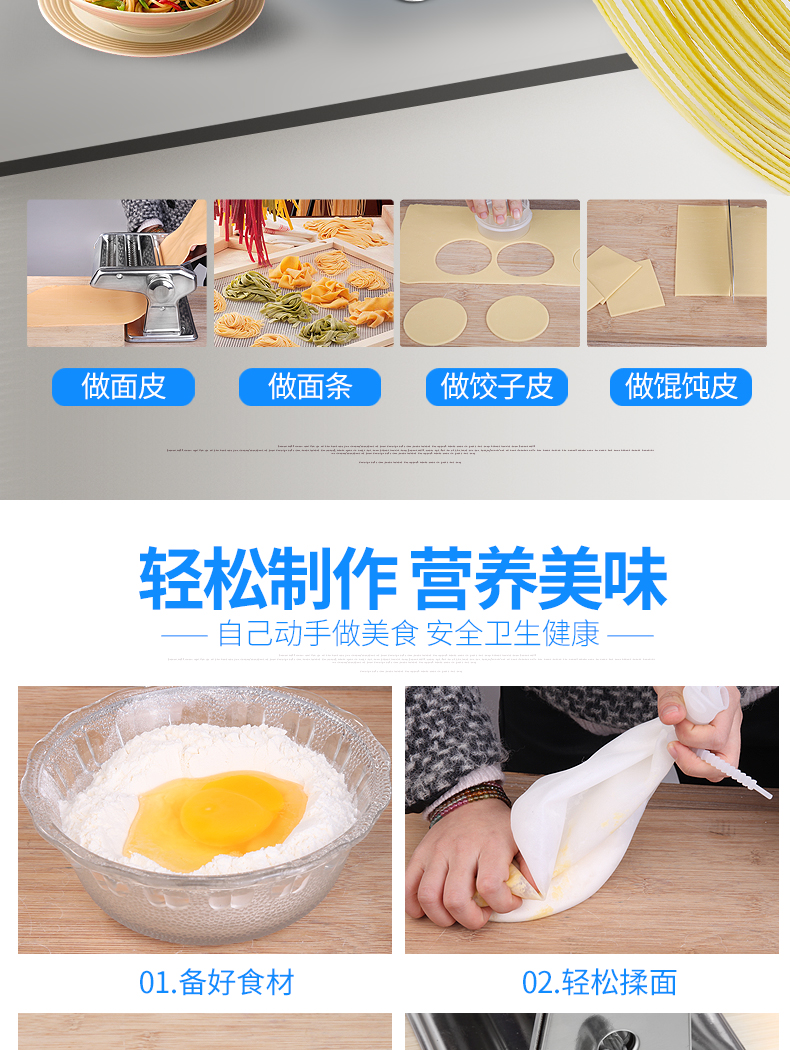 做面皮 做面条 做饺子皮 做馄饨皮
轻松制作 营养美味
自己动手做美食 安全卫生健康
01.备好食材 02.轻松揉面